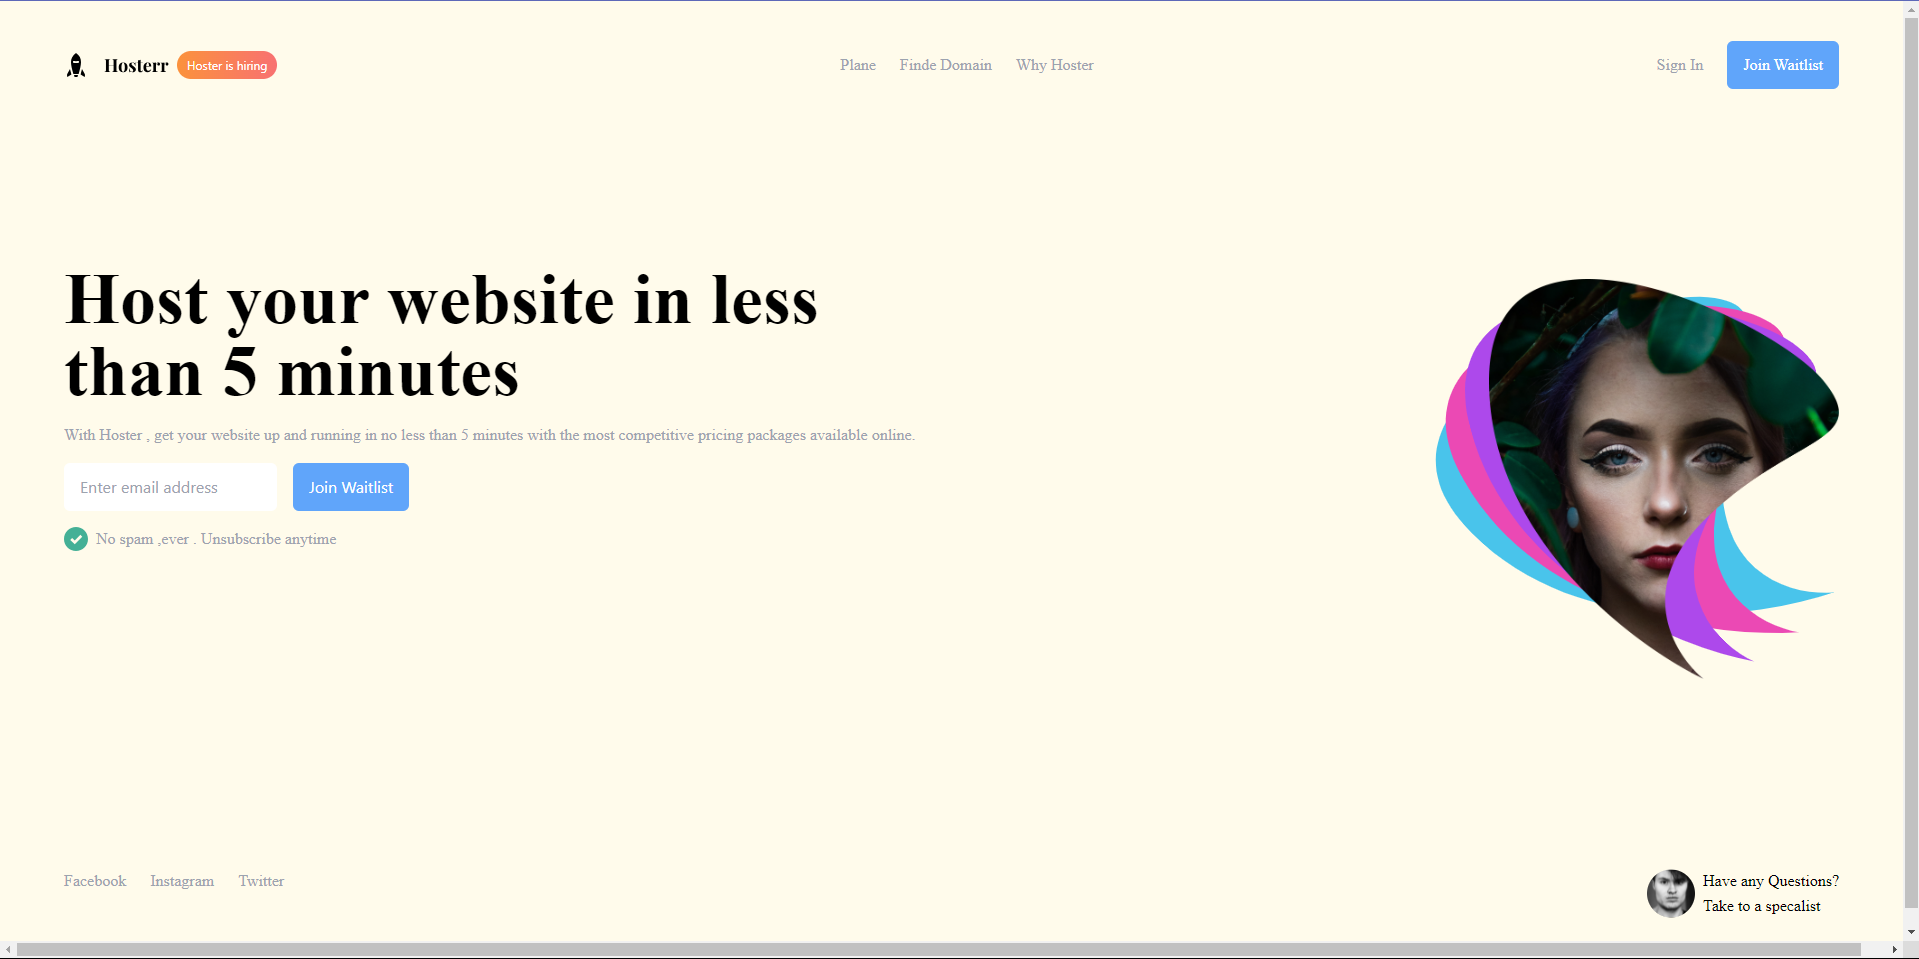 Hosterr
Hoster is hiring
Plane
Finde Domain
Why Hoster
Sign In
Join Waitlist
Host your website in less
than 5 minutes
With Hoster , get your website up and running in no less than 5 minutes with the most competitive pricing packages available online.
Enter email address
Join Waitlist
No spam ,ever . Unsubscribe anytime
Facebook
Instagram
Twitter
Have any Questions?
Take to a specalist